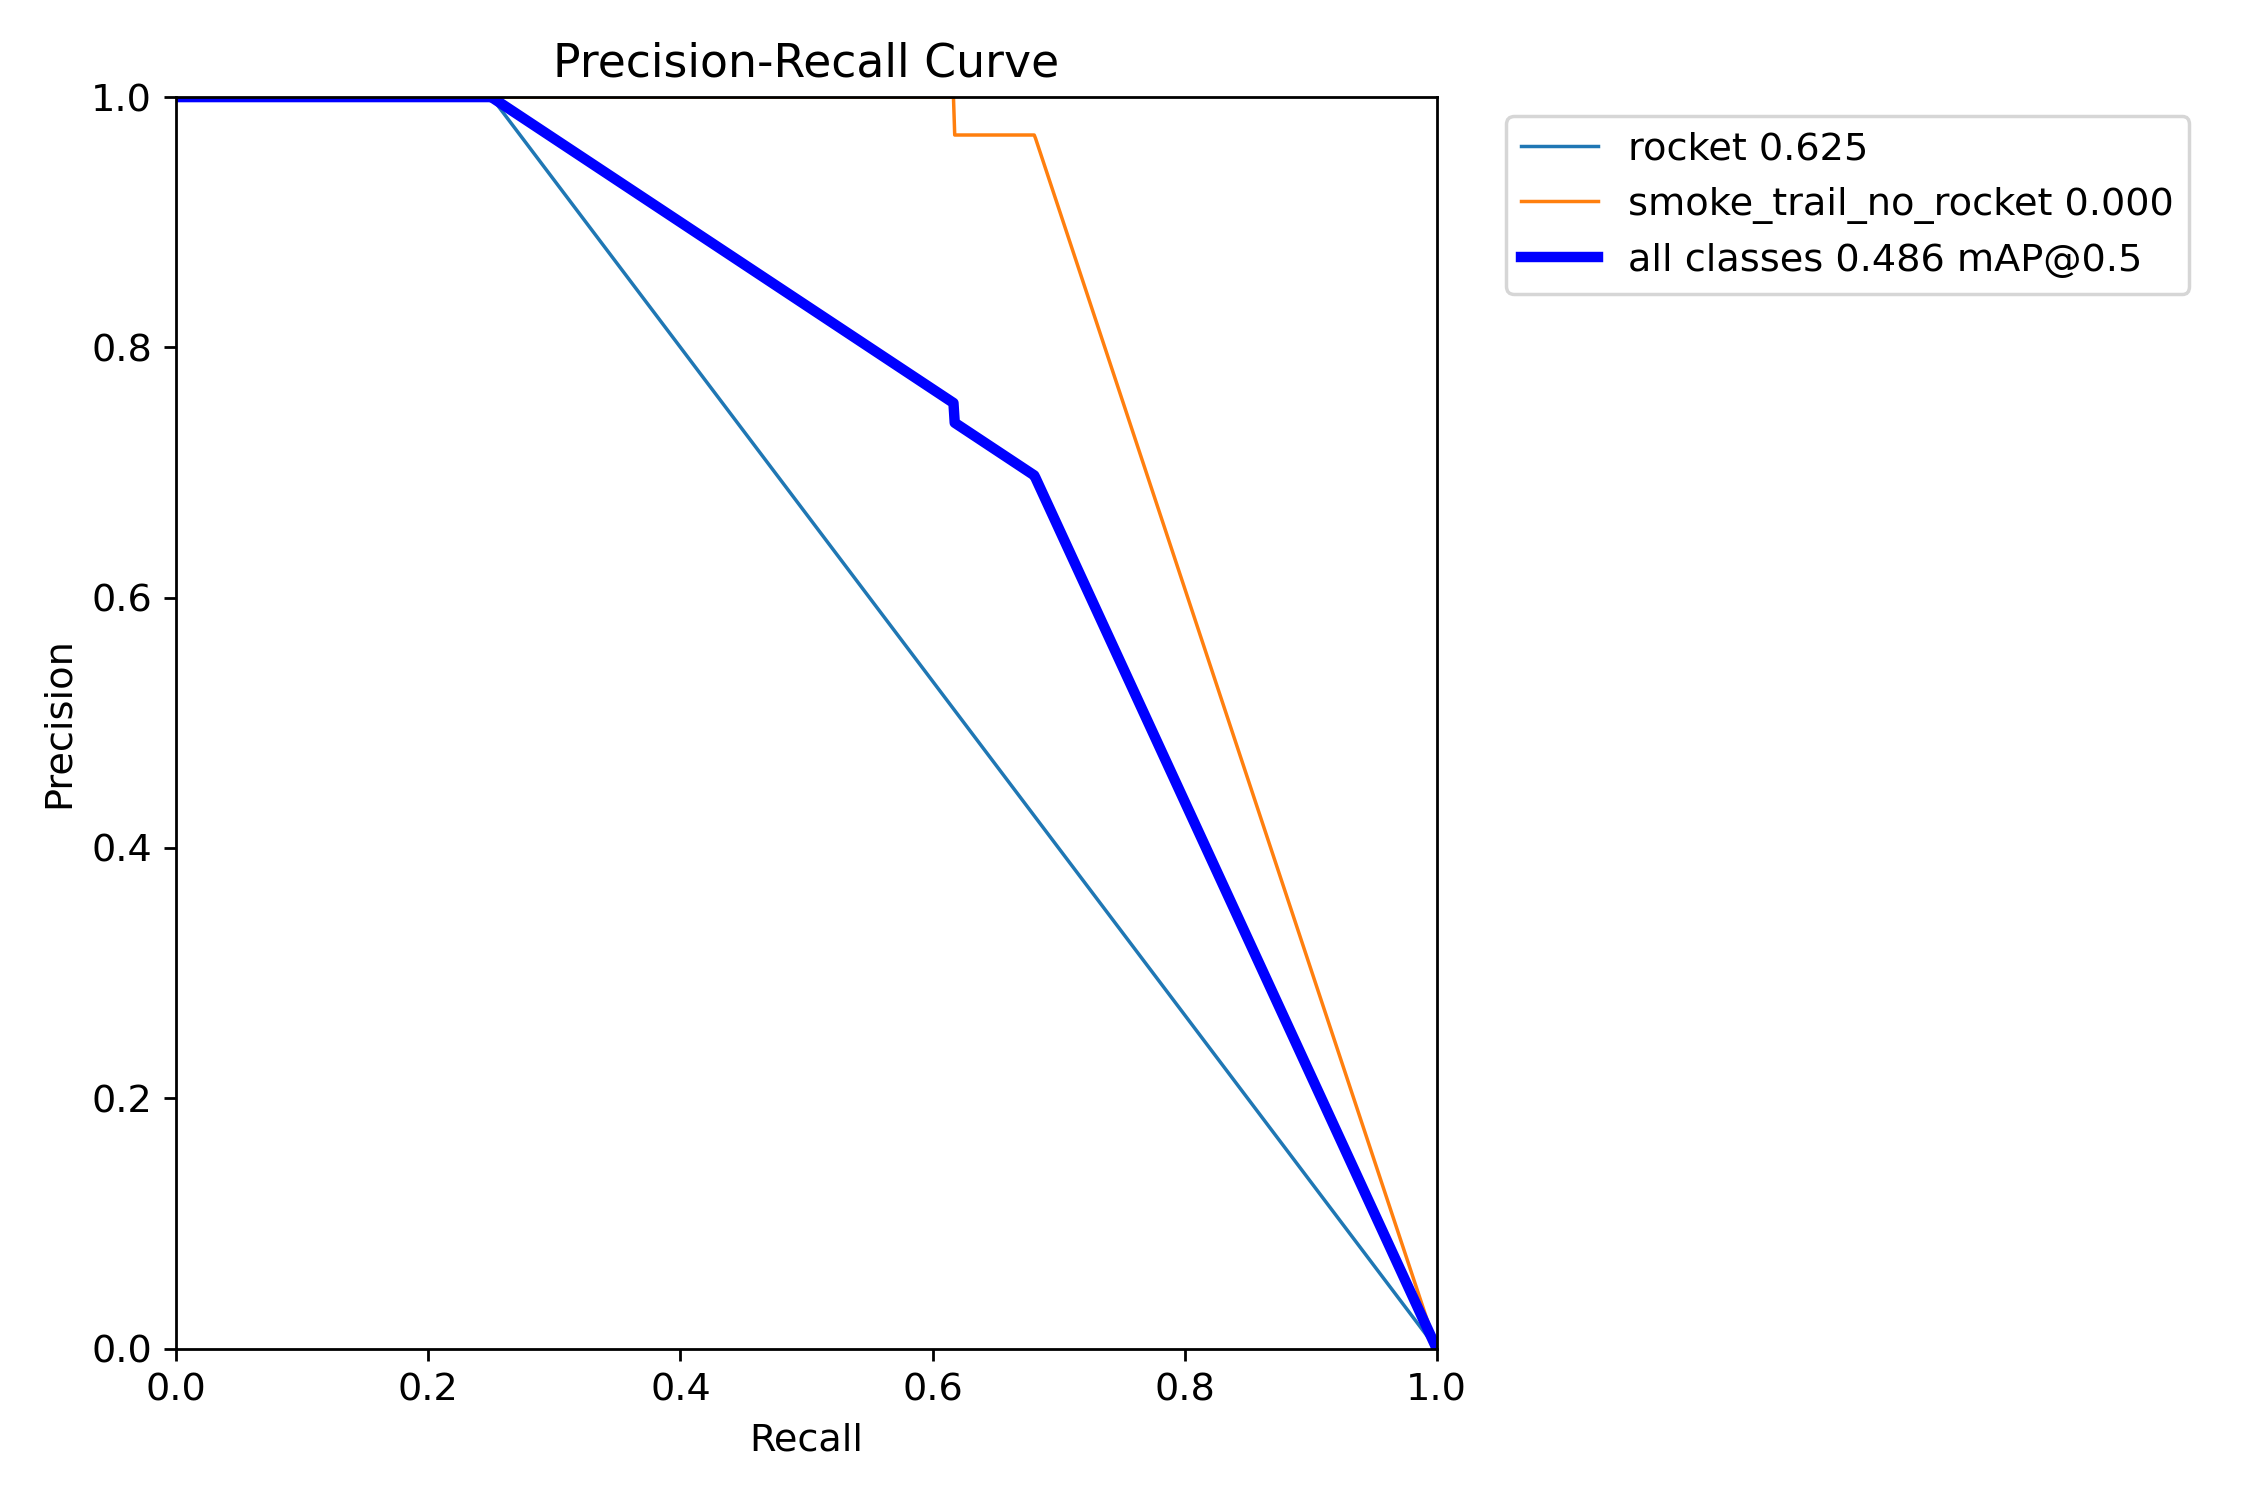 Precision-Recall Curve
1.0
0.8
0.6
0.4
0.2
0.0
Precision
0.0 0.2 0.4 0.6 0.8 1.0
Recall
rocket 0.625
smoke_trail_no_rocket 0.000
all classes 0.486 mAP@0.5